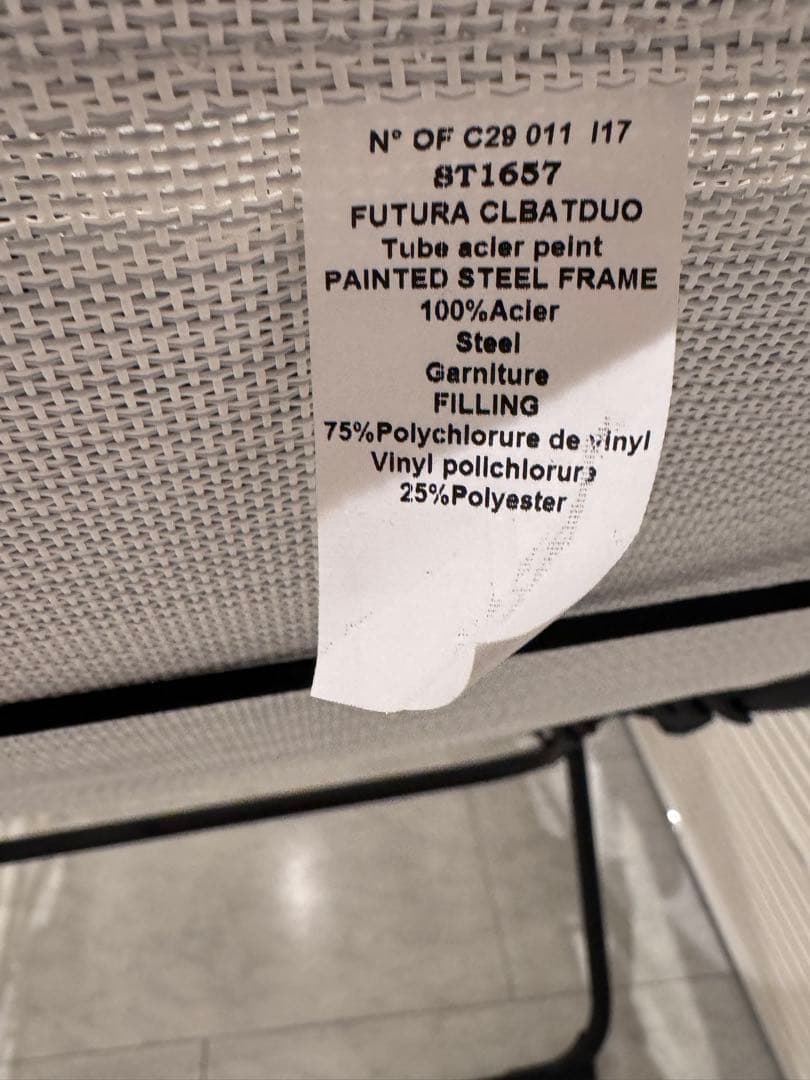 N° OF C29 011 I17
8T1657
FUTURA CLBATDUO
Tube acier peint
PAINTED STEEL FRAME
100%Acier
Steel
Garniture
FILLING
75%Polychlorure de vinyl
Vinyl polichlorure
25%Polyester